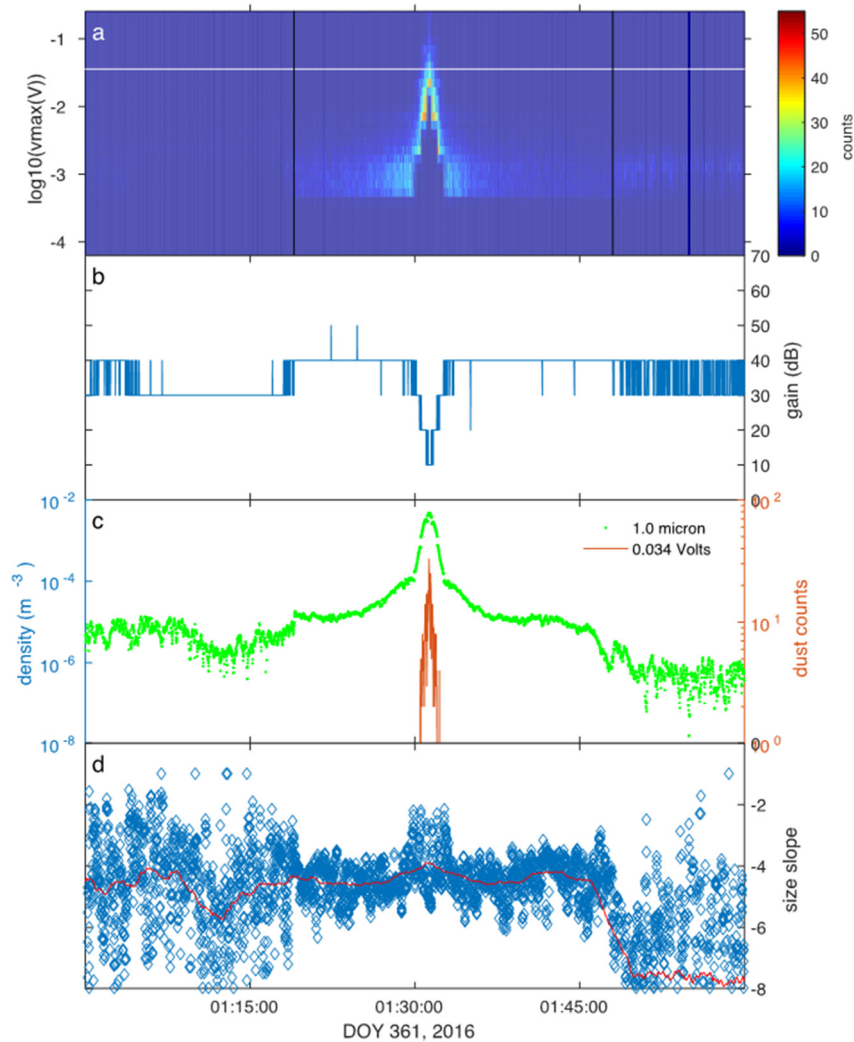 a
-1
-2
-3
-4
log10(vmax(V))
50
40
30
20
10
0
counts
b
70
60
50
40
30
20
10
0
gain (dB)
c
10 -2
10 -4
10 -6
10 -8
density (m -3 )
1.0 micron
0.034 Volts
10 2
10 1
10 0
dust counts
d
0
-2
-4
-6
-8
size slope
01:15:00 01:30:00 01:45:00
DOY 361, 2016